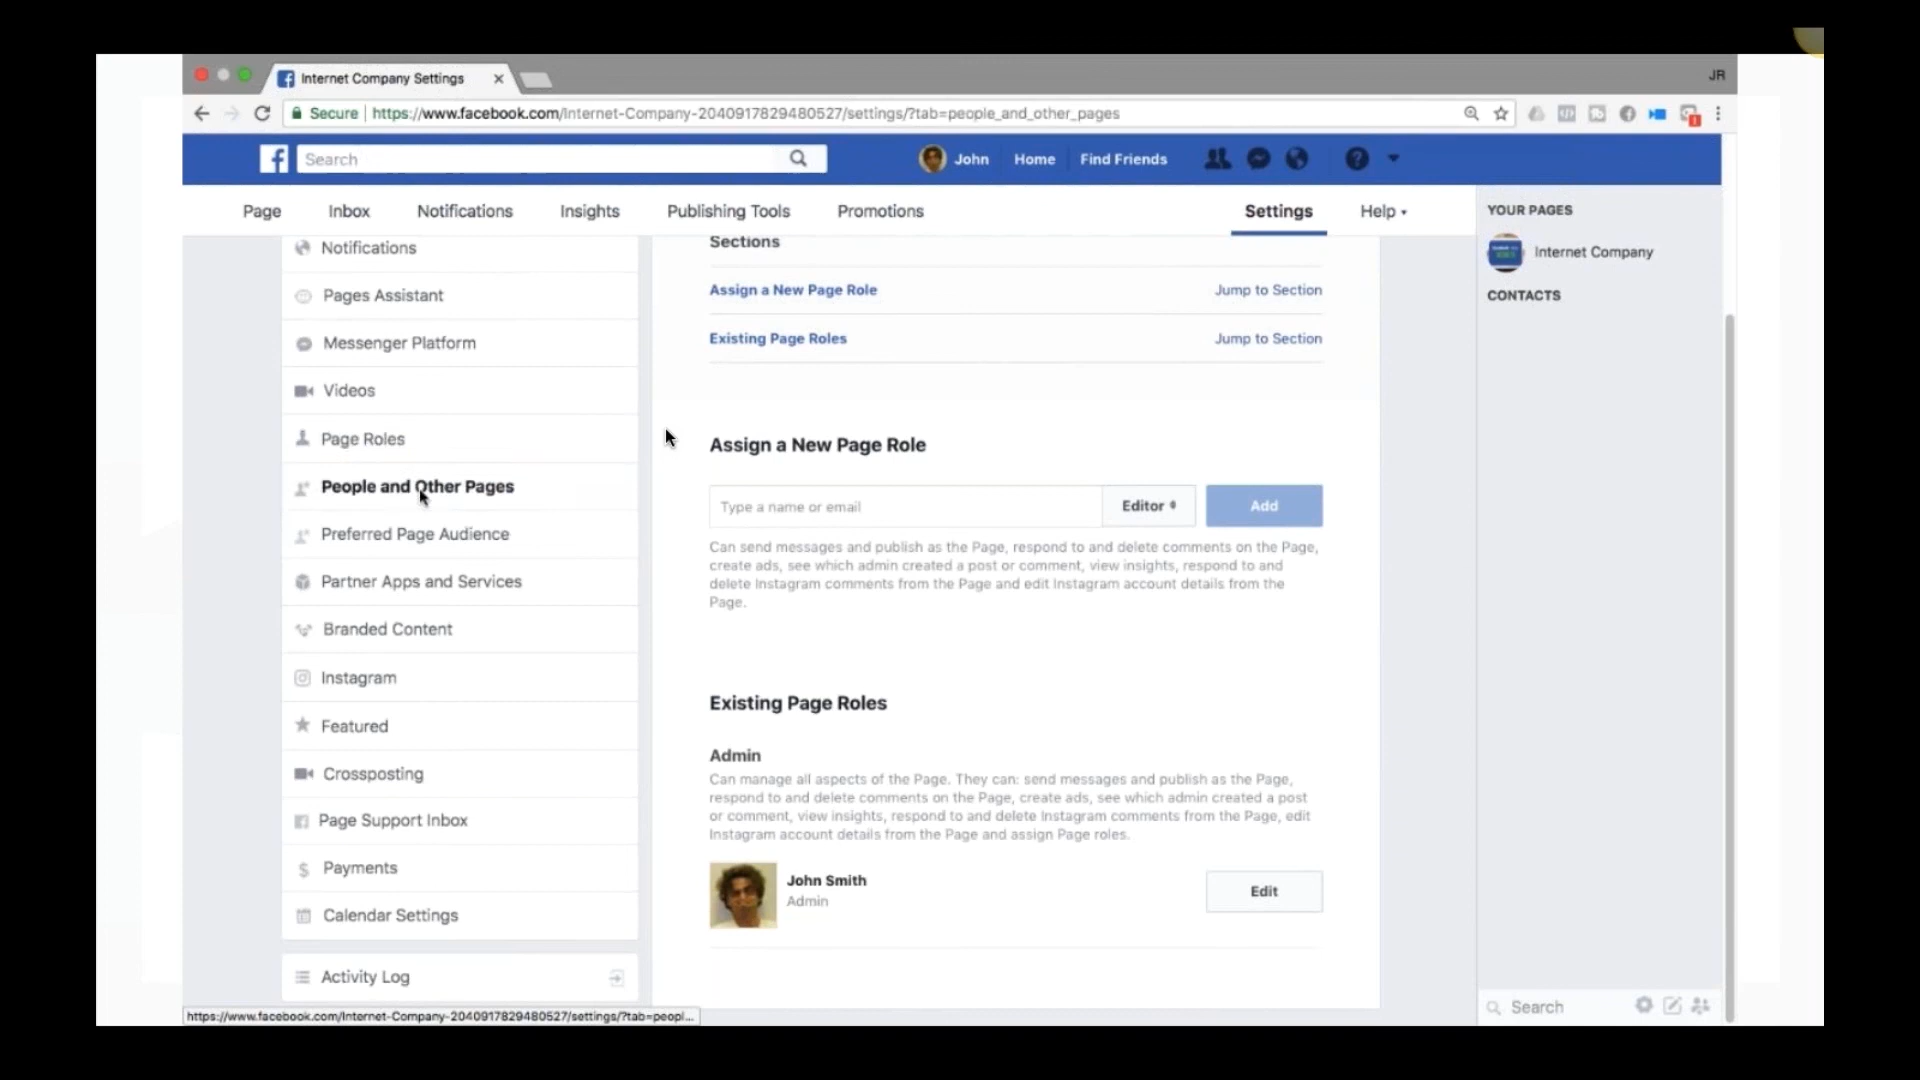 Internet Company Settings
JR
Secure https://www.facebook.com/Internet-Company-2040917829480527/settings/?tab=people_and_other_pages
Search
John Home Find Friends
Page Inbox Notifications Insights Publishing Tools Promotions Settings Help
Notifications
Pages Assistant
Messenger Platform
Videos
Page Roles
People and Other Pages
Preferred Page Audience
Partner Apps and Services
Branded Content
Instagram
Featured
Crossposting
Page Support Inbox
Payments
Calendar Settings
Activity Log
Sections
Assign a New Page Role Jump to Section
Existing Page Roles Jump to Section
Assign a New Page Role
Type a name or email Editor Add
Can send messages and publish as the Page, respond to and delete comments on the Page,
create ads, see which admin created a post or comment, view insights, respond to and
delete Instagram comments from the Page and edit Instagram account details from the
Page.
Existing Page Roles
Admin
Can manage all aspects of the Page. They can: send messages and publish as the Page,
respond to and delete comments on the Page, create ads, see which admin created a post
or comment, view insights, respond to and delete Instagram comments from the Page, edit
Instagram account details from the Page and assign Page roles.
John Smith
Admin
Edit
YOUR PAGES
Internet Company
CONTACTS
Search
https://www.facebook.com/Internet-Company-2040917829480527/settings/?tab=peopl...